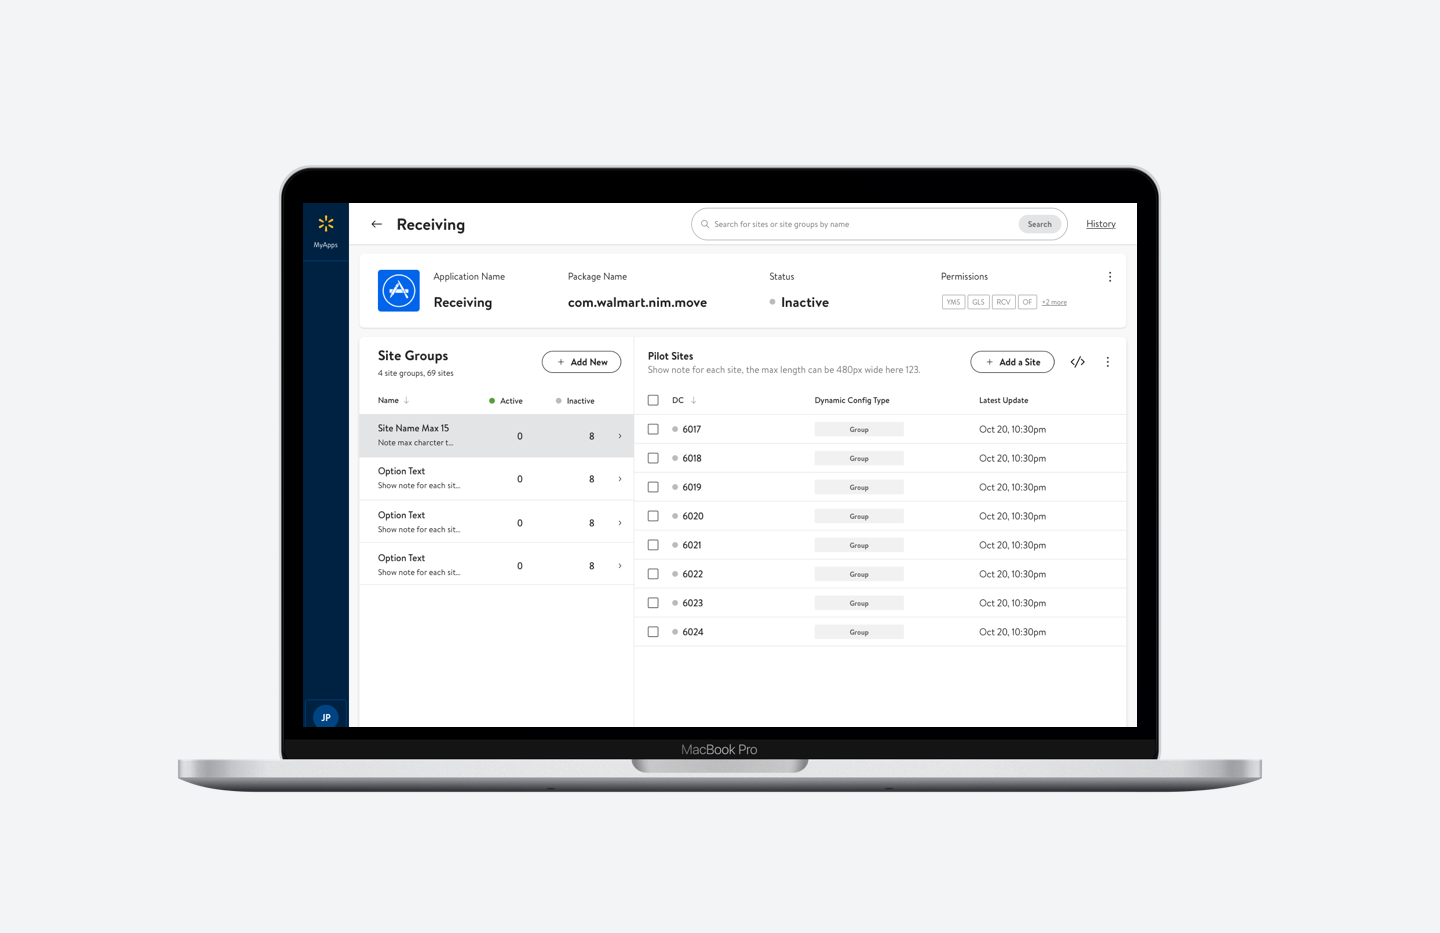 MyApps
Receiving
Search for sites or site groups by name
Search
History
Application Name
Package Name
Status
Permissions
Receiving
com.walmart.nim.move
Inactive
YMS GLS RCV OF +2 more
Site Groups
4 site groups, 69 sites
+ Add New
Name ↓ Active Inactive
Site Name Max 15
Note max charcter t...
0 8 ›
Option Text
Show note for each sit...
0 8 ›
Option Text
Show note for each sit...
0 8 ›
Option Text
Show note for each sit...
0 8 ›
Pilot Sites
Show note for each site, the max length can be 480px wide here 123.
+ Add a Site
</>
DC ↓ Dynamic Config Type Latest Update
6017 Group Oct 20, 10:30pm
6018 Group Oct 20, 10:30pm
6019 Group Oct 20, 10:30pm
6020 Group Oct 20, 10:30pm
6021 Group Oct 20, 10:30pm
6022 Group Oct 20, 10:30pm
6023 Group Oct 20, 10:30pm
6024 Group Oct 20, 10:30pm
JP
MacBook Pro